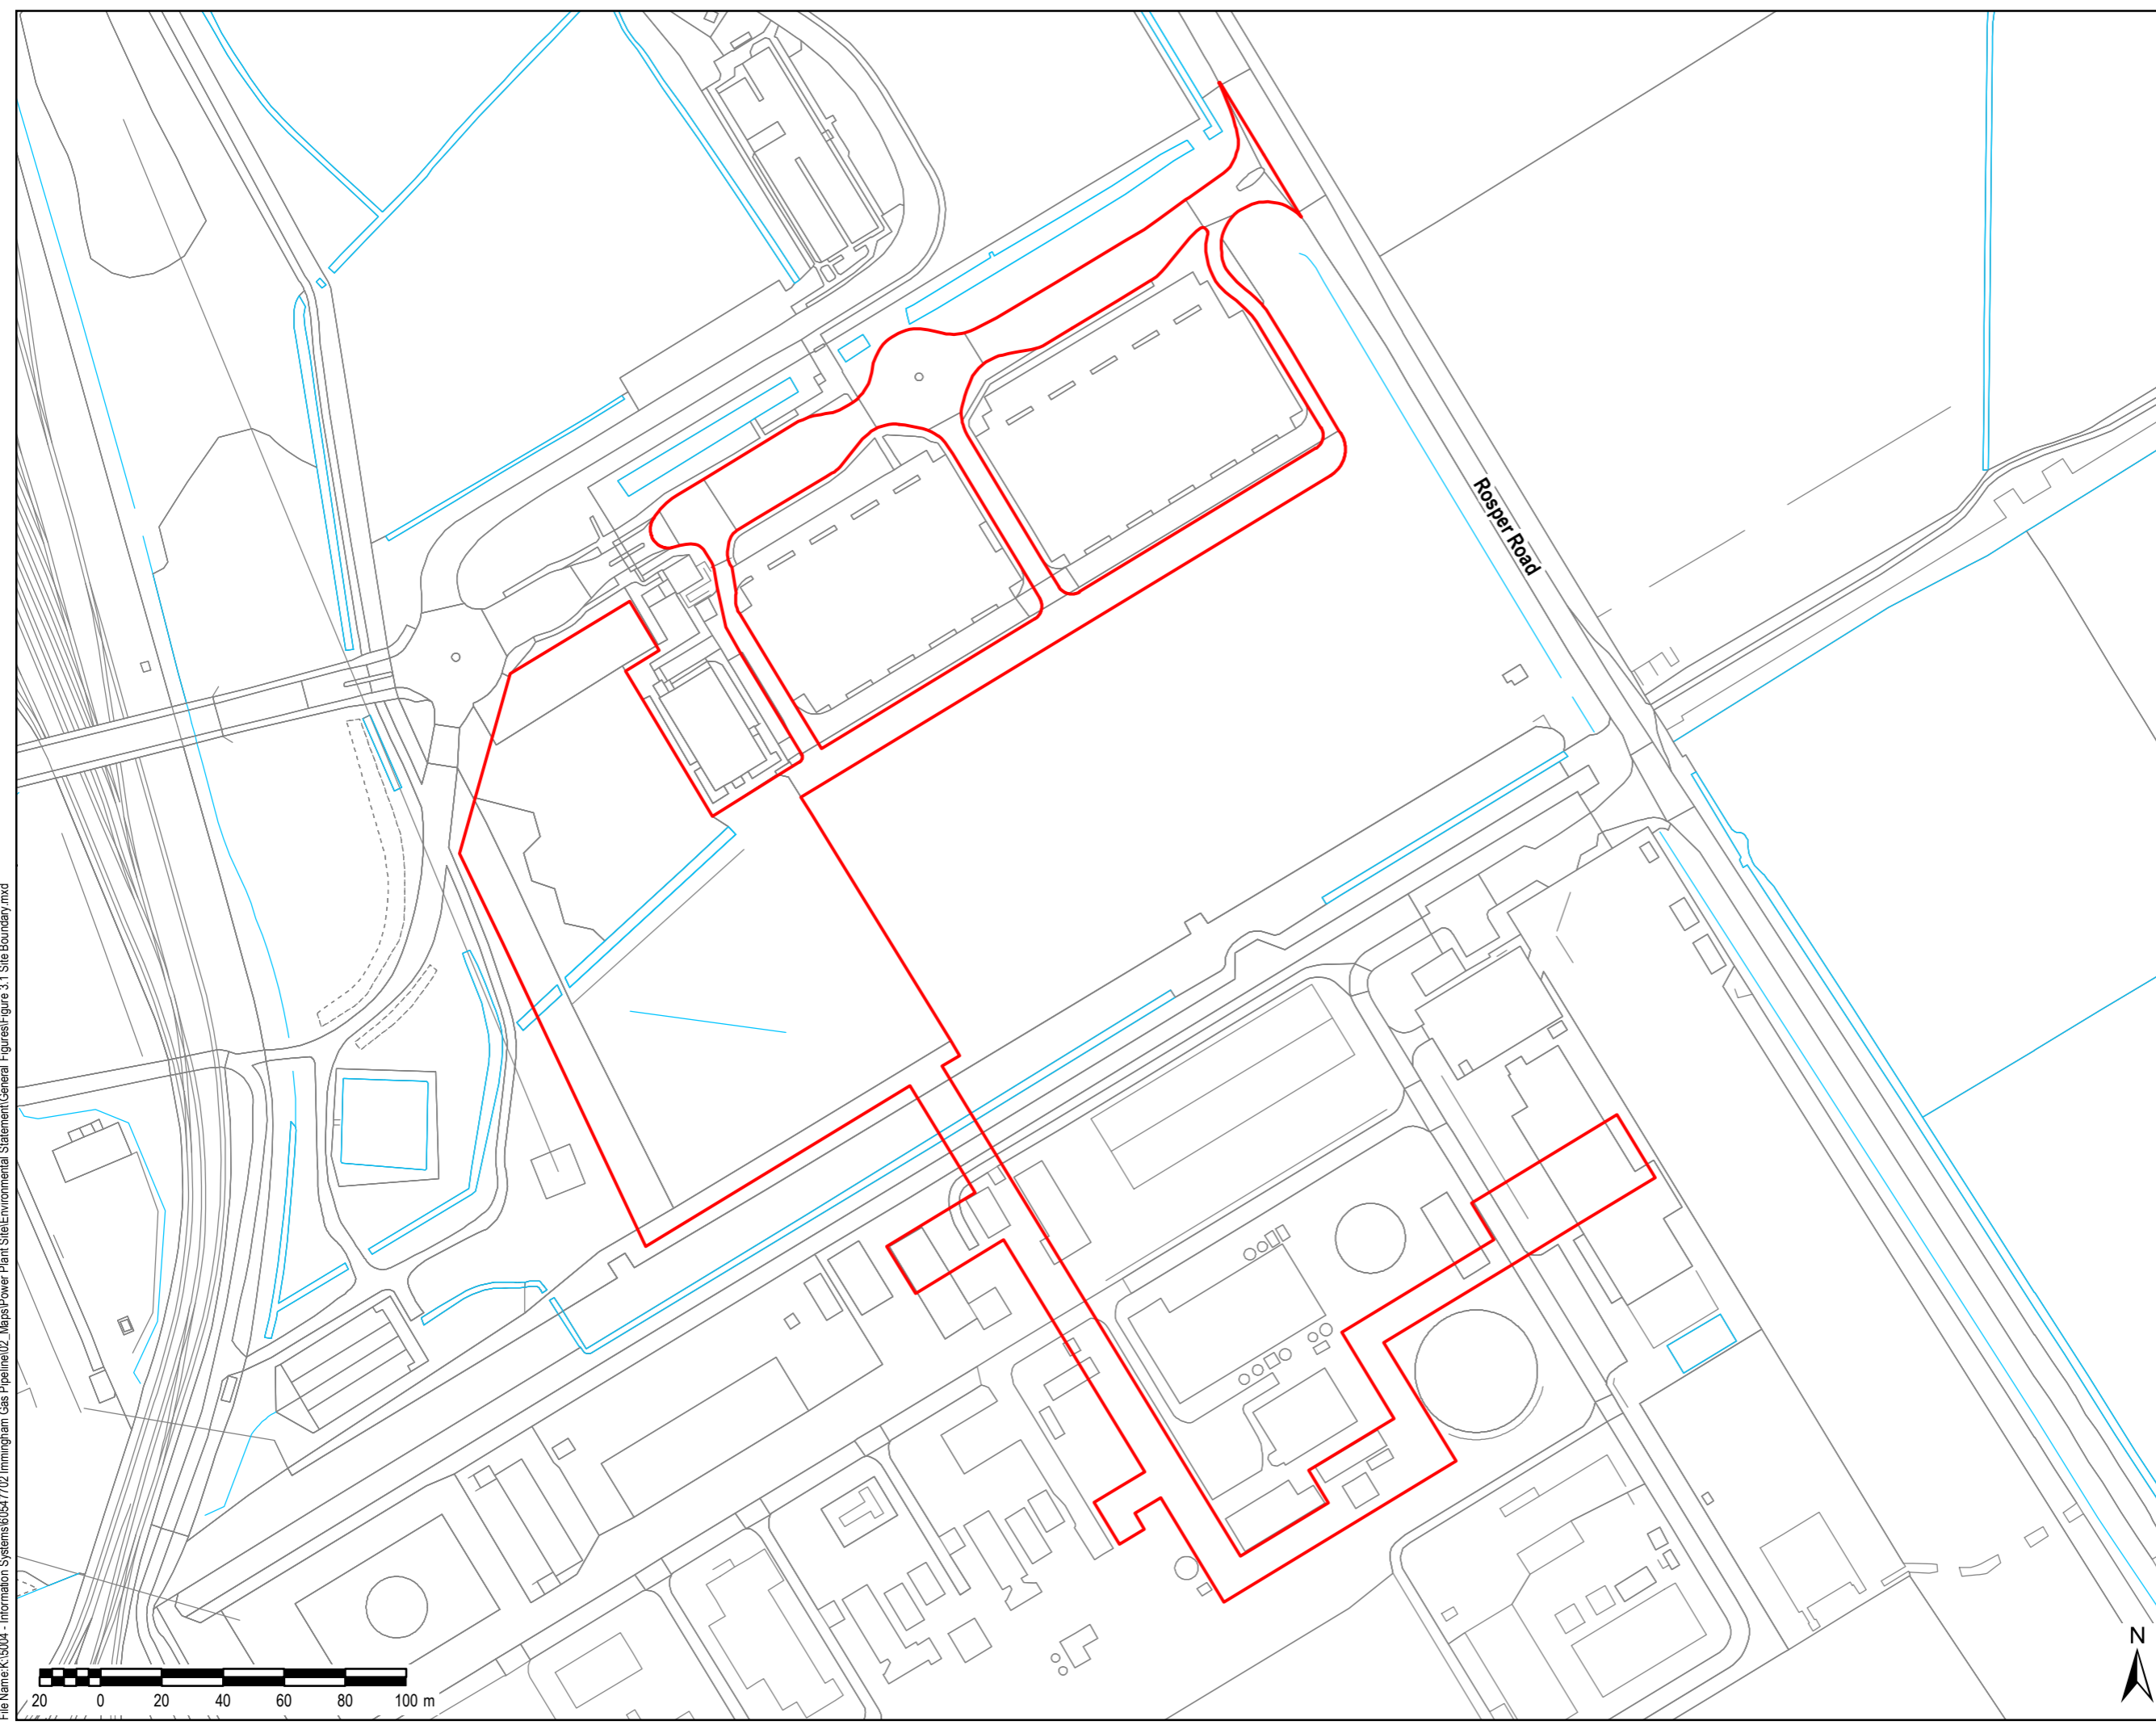 Rosper Road
File Name:K:\5004 - Information Systems\60547702 Immingham Gas Pipeline\02_Maps\Power Plant Site\Environmental Statement\General Figures\Figure 3.1 Site Boundary.mxd
20 0 20 40 60 80 100 m
N